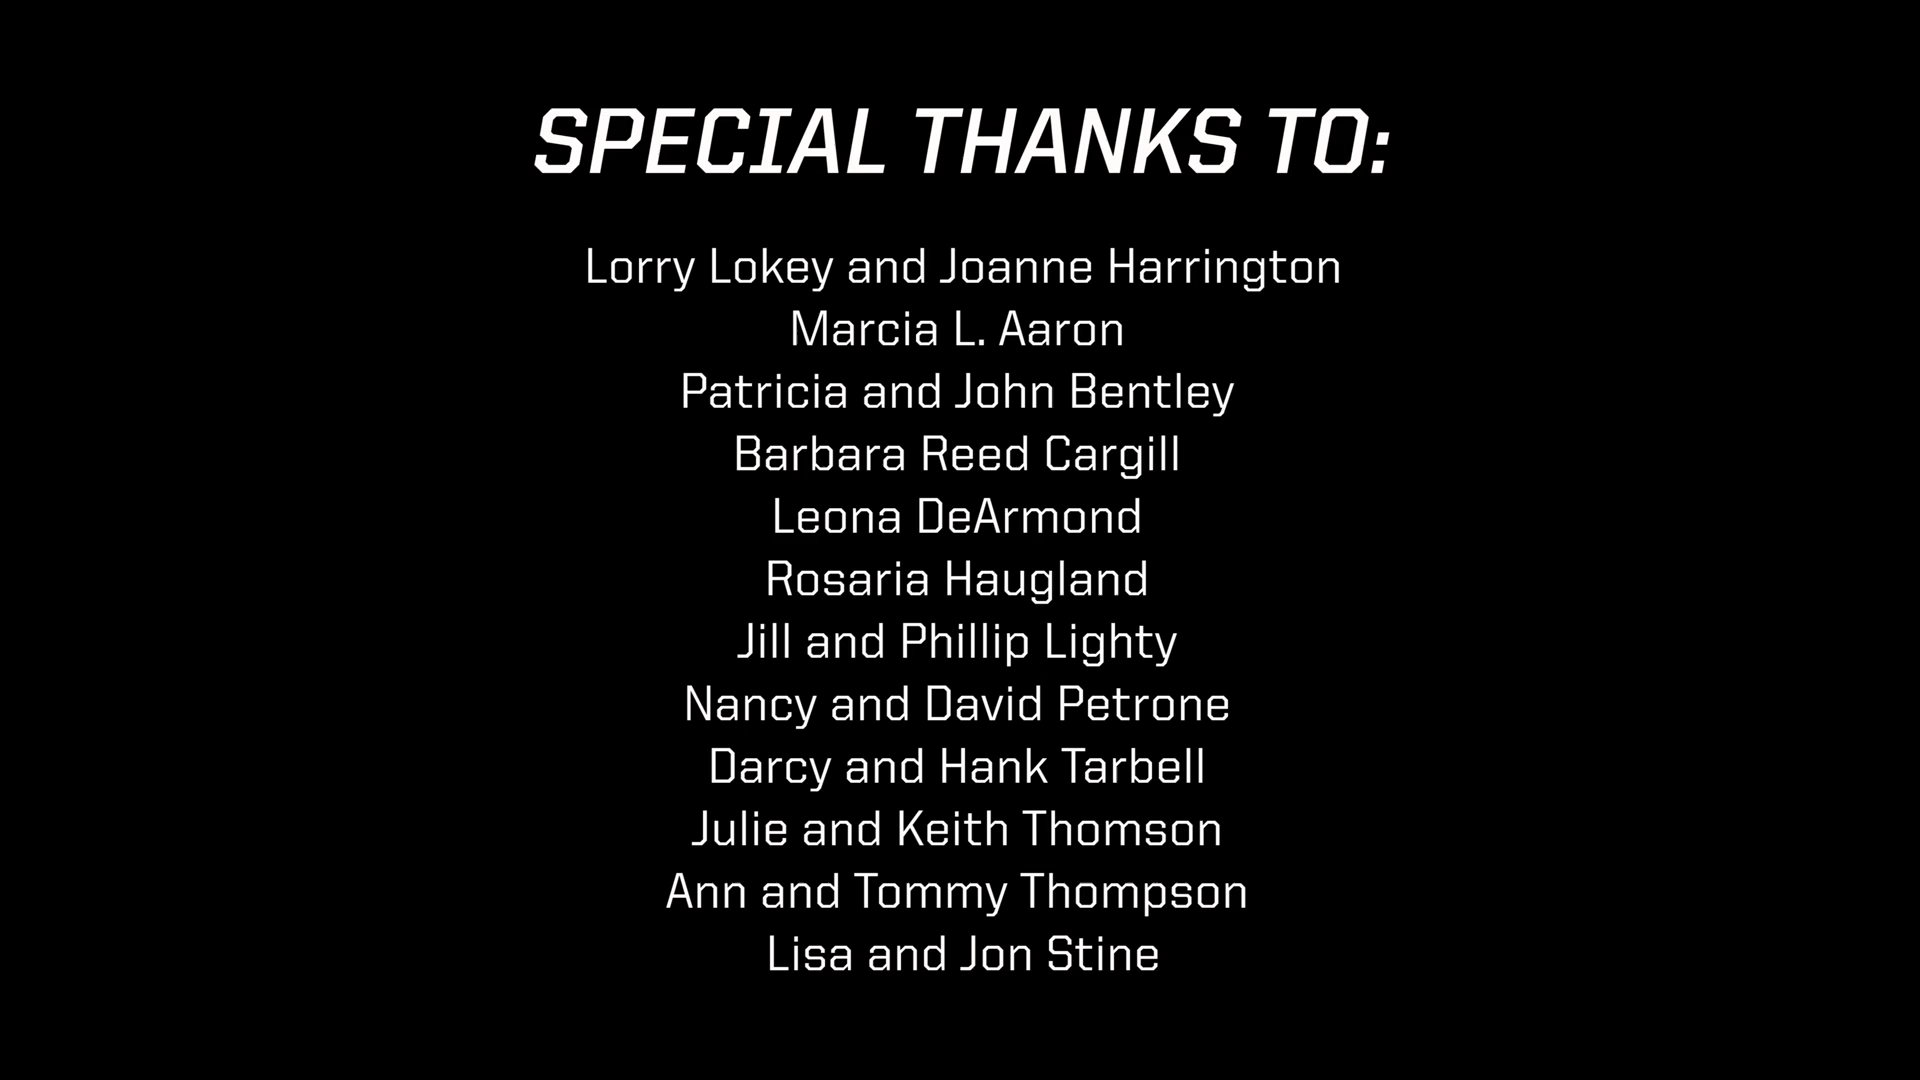 SPECIAL THANKS TO:
Lorry Lokey and Joanne Harrington
Marcia L. Aaron
Patricia and John Bentley
Barbara Reed Cargill
Leona DeArmond
Rosaria Haugland
Jill and Phillip Lighty
Nancy and David Petrone
Darcy and Hank Tarbell
Julie and Keith Thomson
Ann and Tommy Thompson
Lisa and Jon Stine